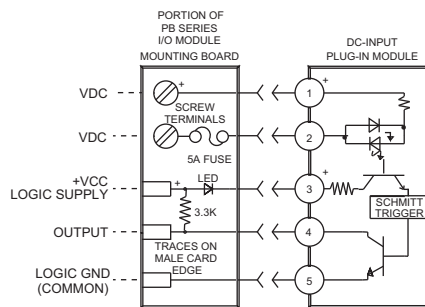 PORTION OF
PB SERIES
I/O MODULE
MOUNTING BOARD
DC-INPUT
PLUG-IN MODULE
VDC
+
1
+
SCREW
TERMINALS
VDC
2
5A FUSE
+VCC
LOGIC SUPPLY
+
LED
3
+
3.3K
SCHMITT
TRIGGER
OUTPUT
4
TRACES ON
MALE CARD
EDGE
LOGIC GND
(COMMON)
5